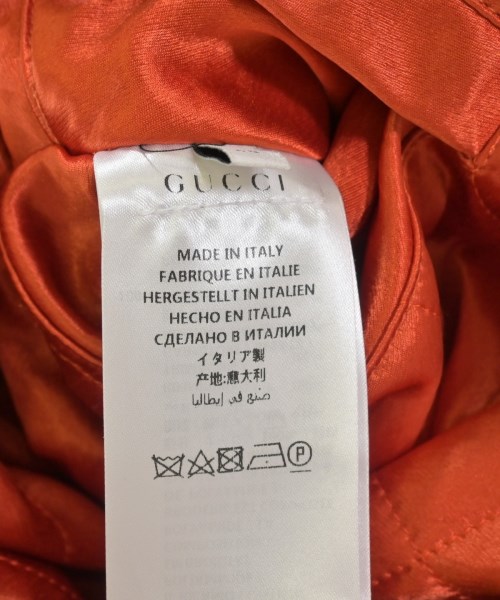 GUCCI
MADE IN ITALY
FABRIQUE EN ITALIE
HERGESTELLT IN ITALIEN
HECHO EN ITALIA
СДЕЛАНО В ИТАЛИИ
イタリア製
产地:意大利
صنع في إيطاليا
P